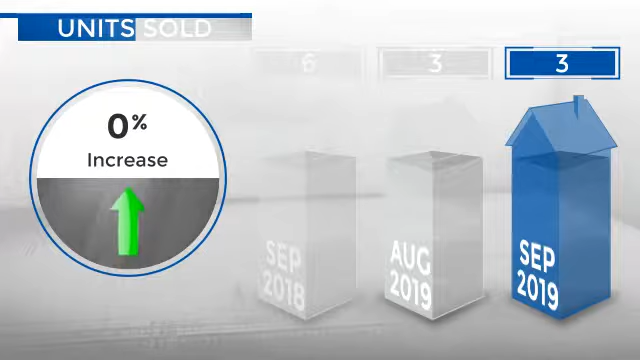 UNITS SOLD
6
3
3
0%
Increase
SEP
2018
AUG
2019
SEP
2019